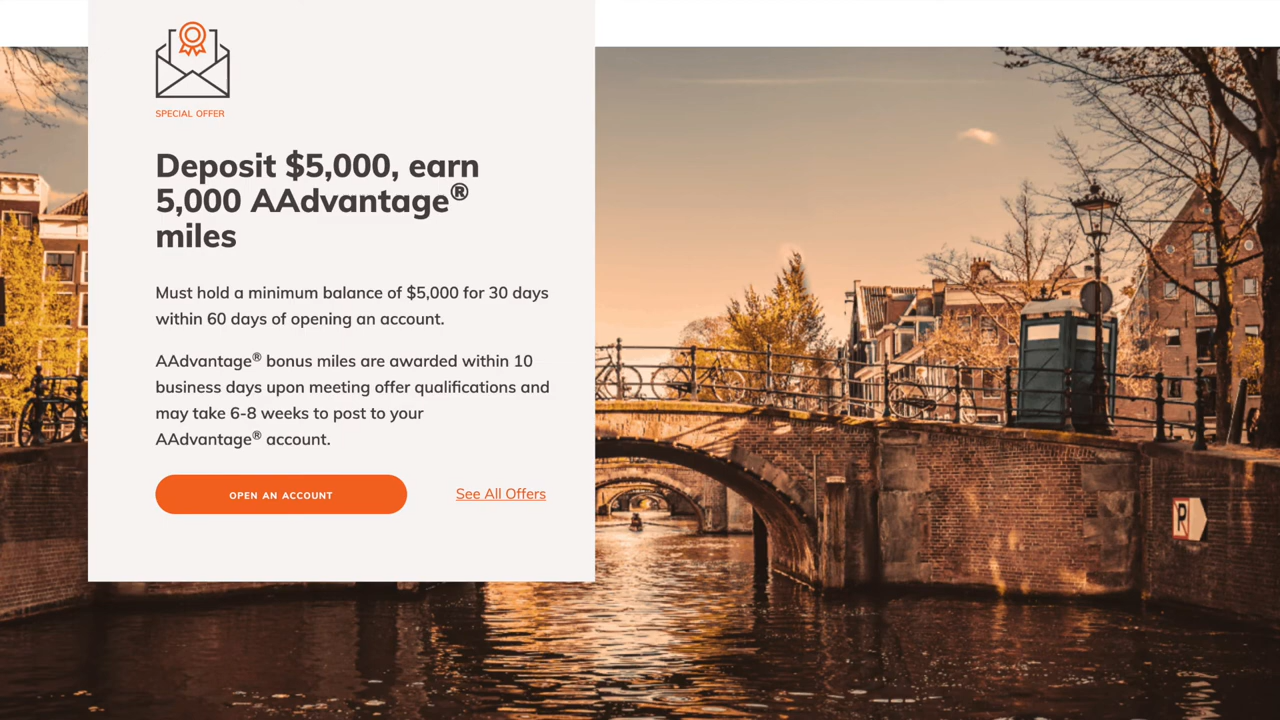 SPECIAL OFFER
Deposit $5,000, earn
5,000 AAdvantage®
miles
Must hold a minimum balance of $5,000 for 30 days
within 60 days of opening an account.
AAdvantage® bonus miles are awarded within 10
business days upon meeting offer qualifications and
may take 6-8 weeks to post to your
AAdvantage® account.
OPEN AN ACCOUNT
See All Offers
P